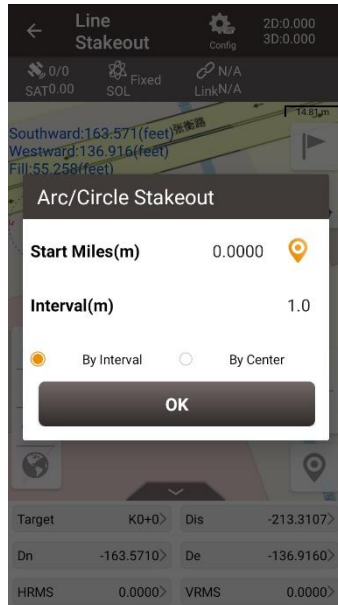 Line
Stakeout
Config
2D:0.000
3D:0.000
0/0
SAT0.00
Fixed
SOL
N/A
LinkN/A
14.81m
张衡路
Southward:163.571(feet)
Westward:136.916(feet)
Fill:55.258(feet)
Arc/Circle Stakeout
Start Miles(m) 0.0000
Interval(m) 1.0
By Interval By Center
OK
Target K0+0> Dis -213.3107>
Dn -163.5710> De -136.9160>
HRMS 0.0000> VRMS 0.0000>